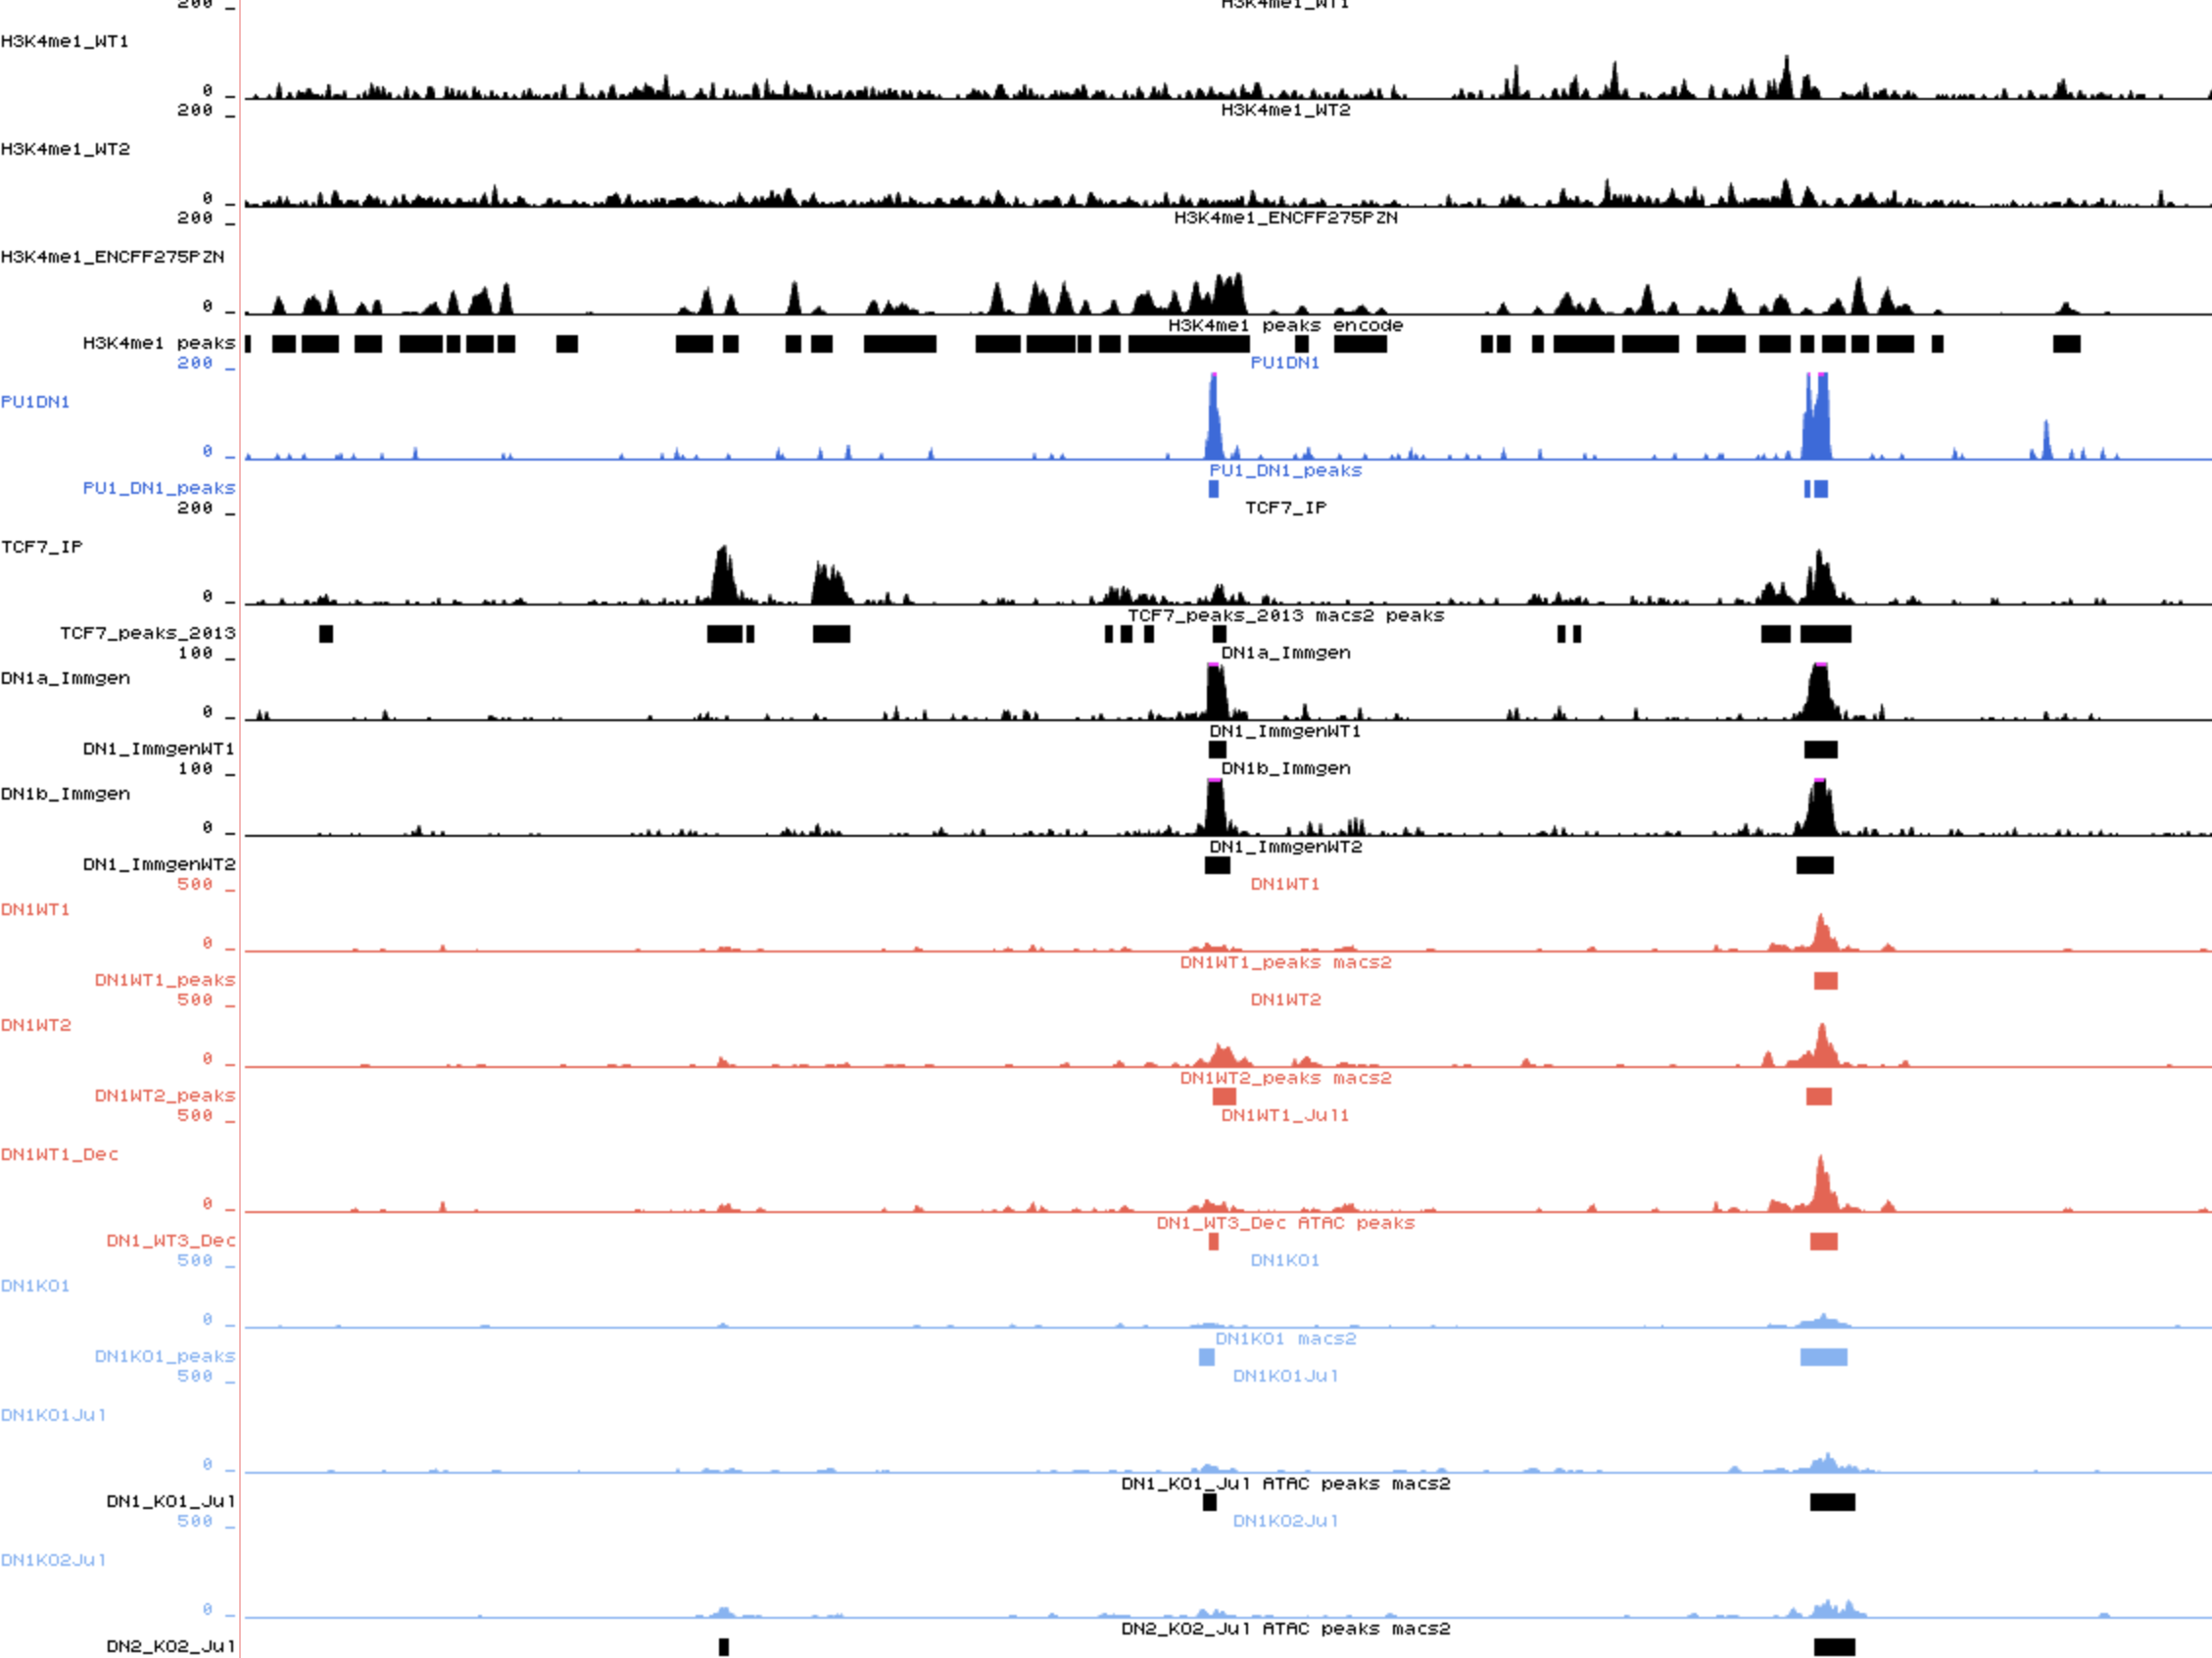 200 _ H3K4me1_WT1
H3K4me1_WT1
0 _
200 _ H3K4me1_WT2
H3K4me1_WT2
0 _
200 _ H3K4me1_ENCFF275PZN
H3K4me1_ENCFF275PZN
0 _
H3K4me1 peaks encode
H3K4me1 peaks
200 _ PU1DN1
PU1DN1
0 _
PU1_DN1_peaks
PU1_DN1_peaks
200 _ TCF7_IP
TCF7_IP
0 _
TCF7_peaks_2013 macs2 peaks
TCF7_peaks_2013
100 _ DN1a_Immgen
DN1a_Immgen
0 _
DN1_ImmgenWT1
DN1_ImmgenWT1
100 _ DN1b_Immgen
DN1b_Immgen
0 _
DN1_ImmgenWT2
DN1_ImmgenWT2
500 _ DN1WT1
DN1WT1
0 _
DN1WT1_peaks macs2
DN1WT1_peaks
500 _ DN1WT2
DN1WT2
0 _
DN1WT2_peaks macs2
DN1WT2_peaks
500 _ DN1WT1_Jul1
DN1WT1_Dec
0 _
DN1_WT3_Dec ATAC peaks
DN1_WT3_Dec
500 _ DN1KO1
DN1KO1
0 _
DN1KO1 macs2
DN1KO1_peaks
500 _ DN1KO1Jul
DN1KO1Jul
0 _
DN1_KO1_Jul ATAC peaks macs2
DN1_KO1_Jul
500 _ DN1KO2Jul
DN1KO2Jul
0 _
DN2_KO2_Jul ATAC peaks macs2
DN2_KO2_Jul